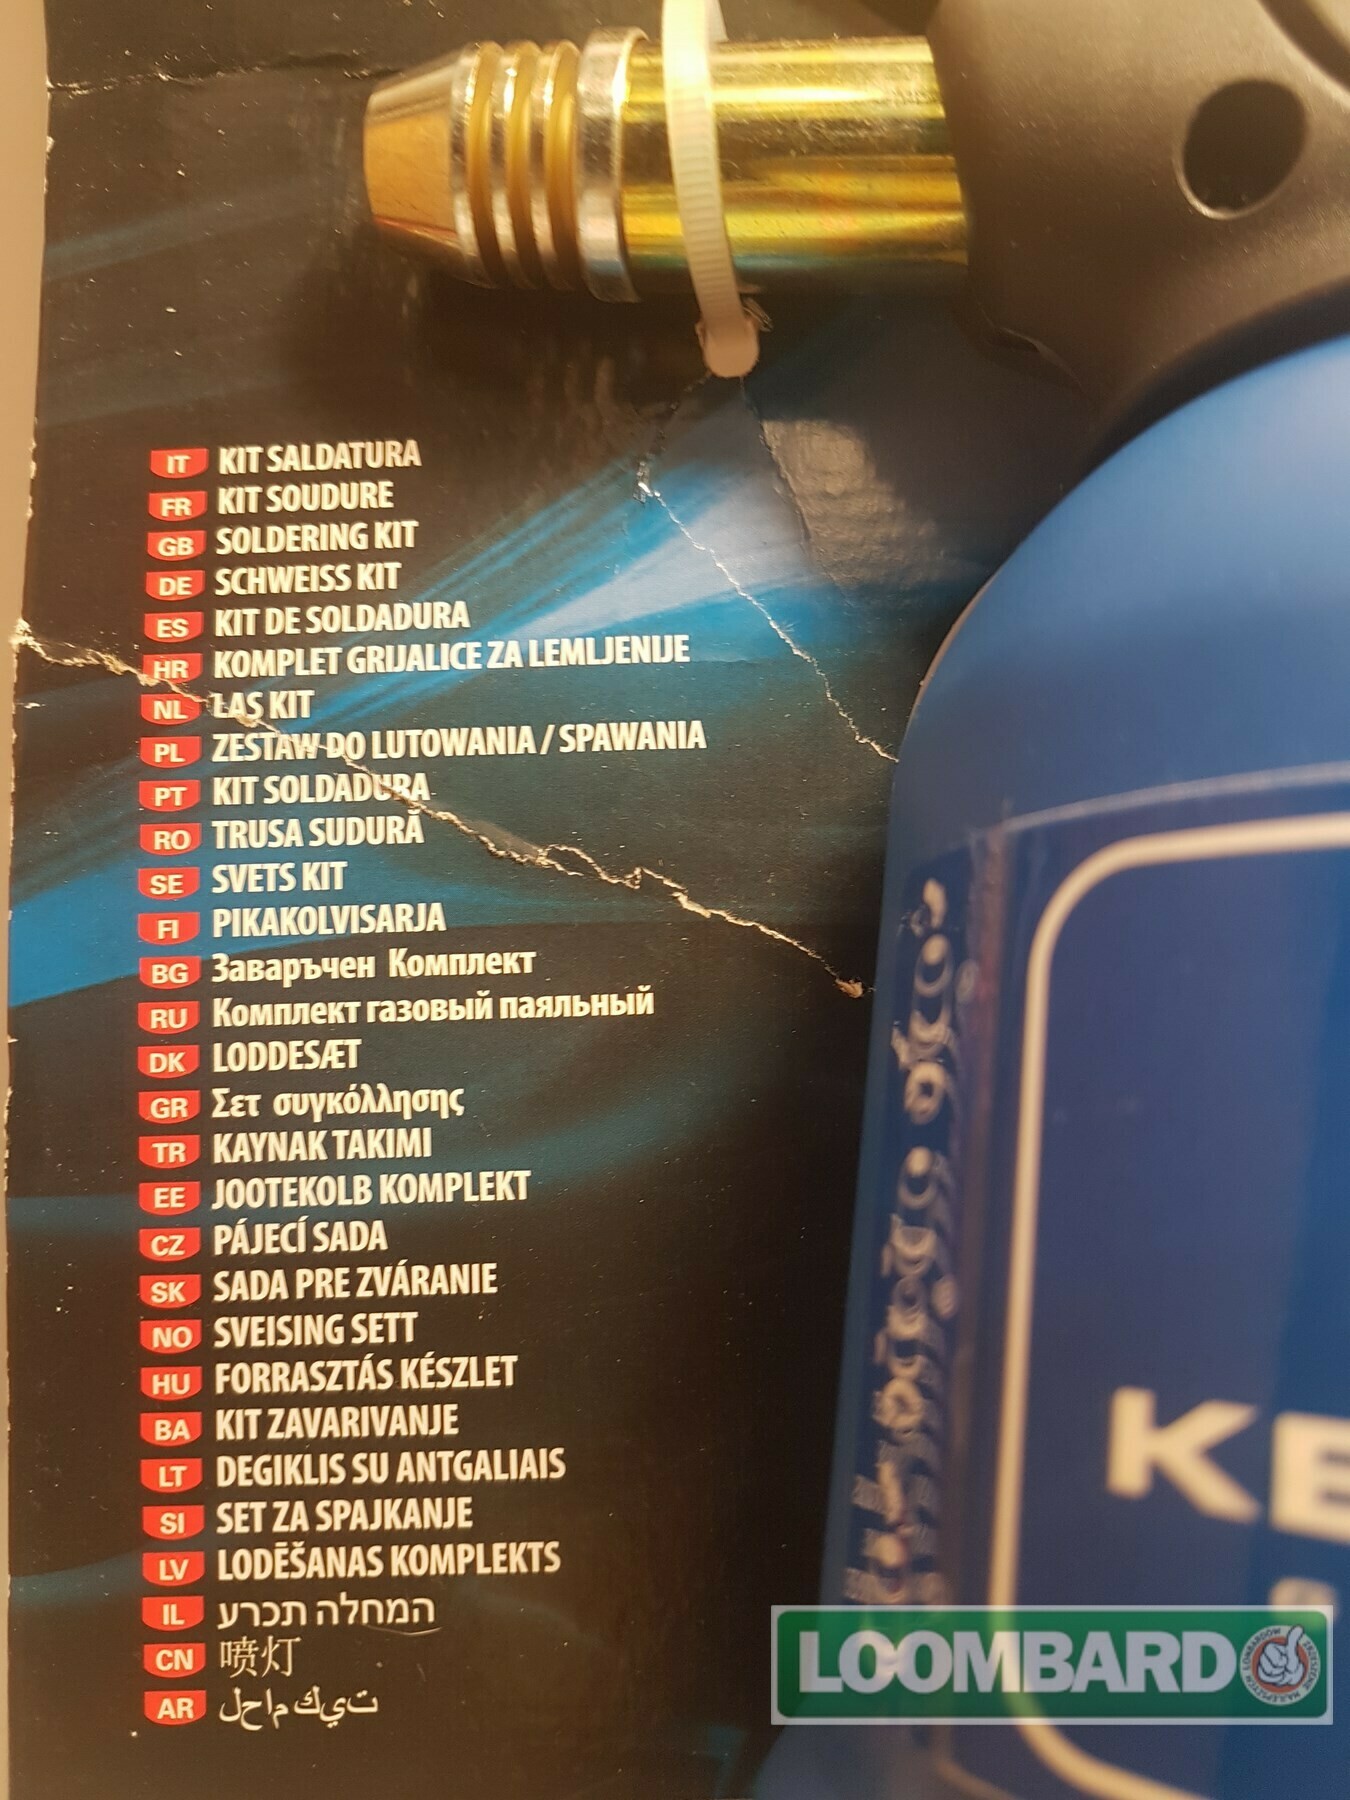 IT KIT SALDATURA
FR KIT SOUDURE
GB SOLDERING KIT
DE SCHWEISS KIT
ES KIT DE SOLDADURA
HR KOMPLET GRIJALICE ZA LEMLJENIJE
NL LAS KIT
PL ZESTAW DO LUTOWANIA / SPAWANIA
PT KIT SOLDADURA
RO TRUSA SUDURĂ
SE SVETS KIT
FI PIKAKOLVISARJA
BG Заваръчен Комплект
RU Комплект газовый паяльный
DK LODDESÆT
GR Σετ συγκόλλησης
TR KAYNAK TAKIMI
EE JOOTEKOLB KOMPLEKT
CZ PÁJECÍ SADA
SK SADA PRE ZVÁRANIE
NO SVEISING SETT
HU FORRASZTÁS KÉSZLET
BA KIT ZAVARIVANJE
LT DEGIKLIS SU ANTGALIAIS
SI SET ZA SPAJKANJE
LV LODĒŠANAS KOMPLEKTS
IL המחלה תכרע
CN 喷灯
AR ل ح ا م ك ي ت
KE
LOOMBARD